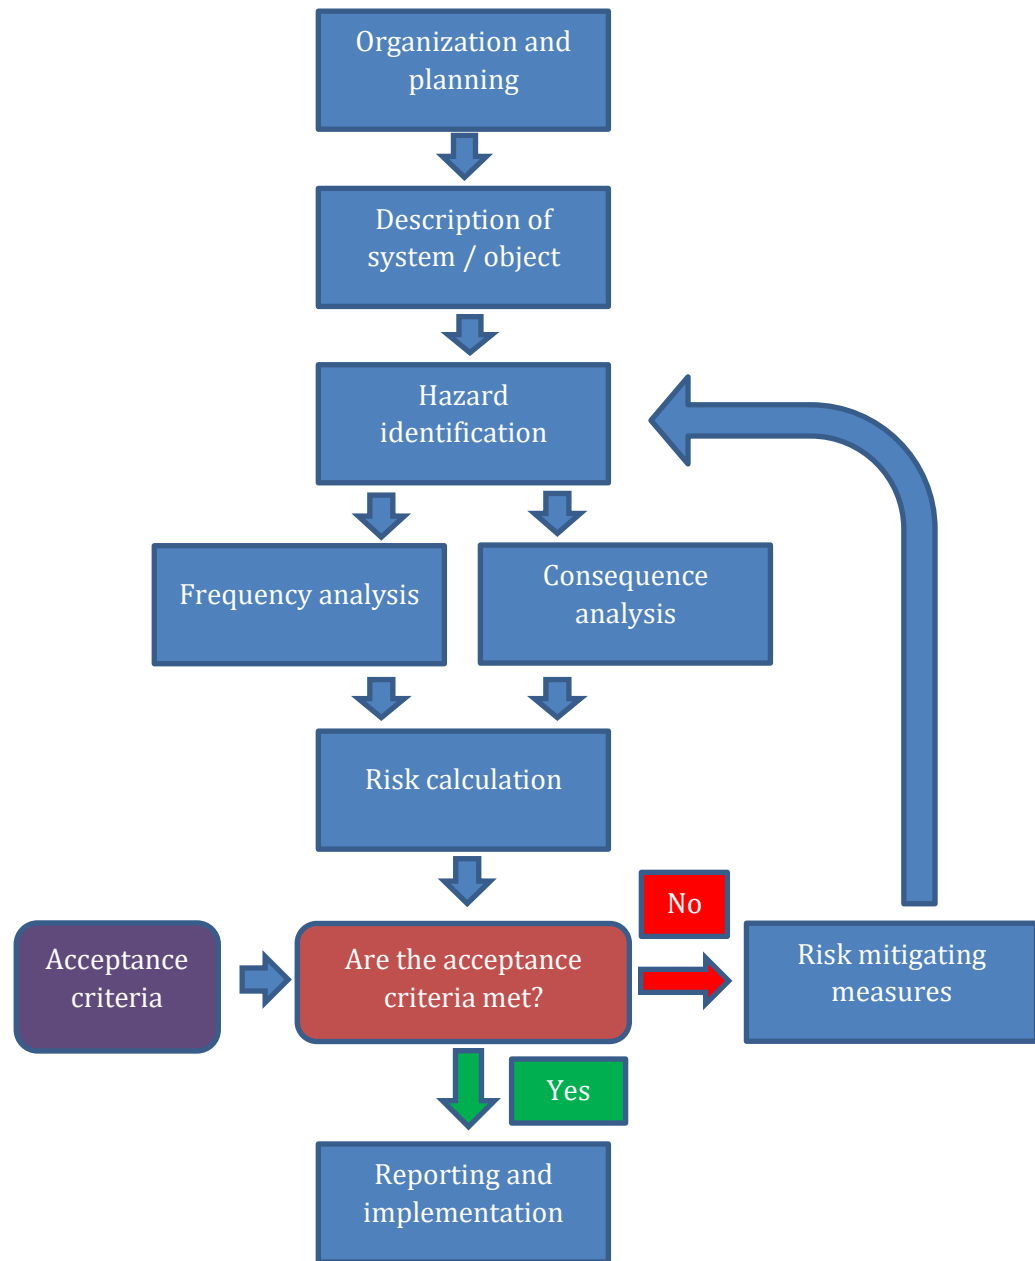 Organization and
planning
Description of
system / object
Hazard
identification
Frequency analysis
Consequence
analysis
Risk calculation
No
Acceptance
criteria
Are the acceptance
criteria met?
Risk mitigating
measures
Yes
Reporting and
implementation